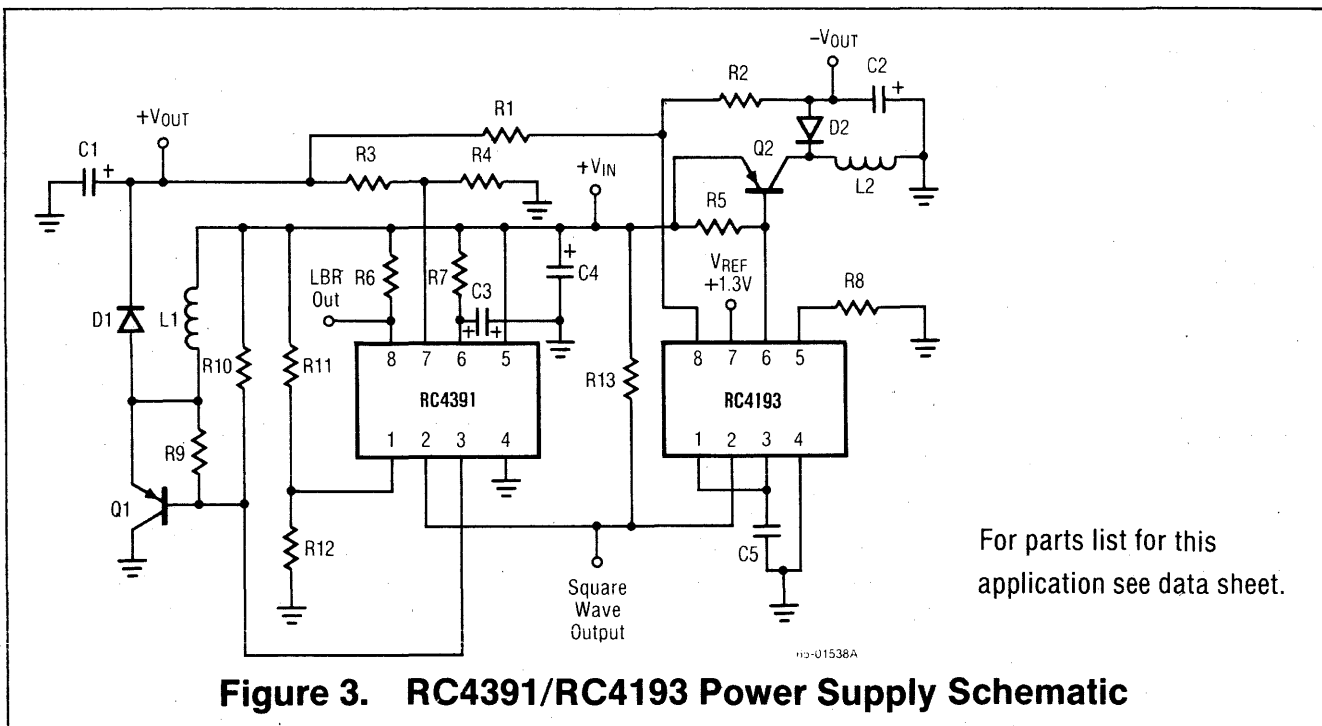 −VOUT
R2
C2
+
+VOUT
R1
D2
C1
+
R3
R4
Q2
+VIN
L2
R5
+
VREF
+1.3V
LBR
Out
R6
R7
C3
C4
R8
D1
L1
+
+
R10
R11
8
7
6
5
R13
8
7
6
5
RC4391
RC4193
R9
1
2
3
4
1
2
3
4
Q1
R12
C5
For parts list for this
application see data sheet.
Square
Wave
Output
Figure 3. RC4391/RC4193 Power Supply Schematic